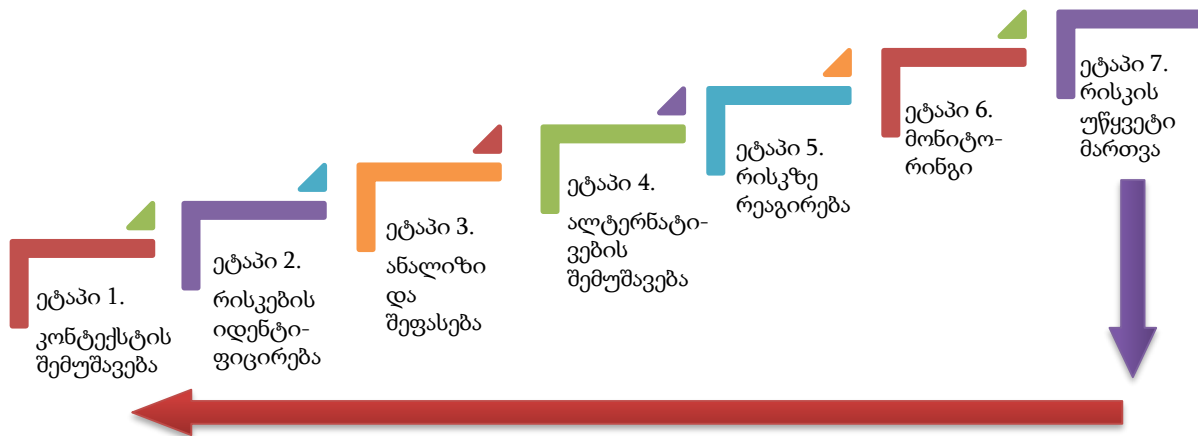 ეტაპი 1.
კონტექსტის
შემუშავება
ეტაპი 2.
რისკების
იდენტი-
ფიცირება
ეტაპი 3.
ანალიზი
და
შეფასება
ეტაპი 4.
ალტერნატი-
ვების
შემუშავება
ეტაპი 5.
რისკზე
რეაგირება
ეტაპი 6.
მონიტო-
რინგი
ეტაპი 7.
რისკის
უწყვეტი
მართვა